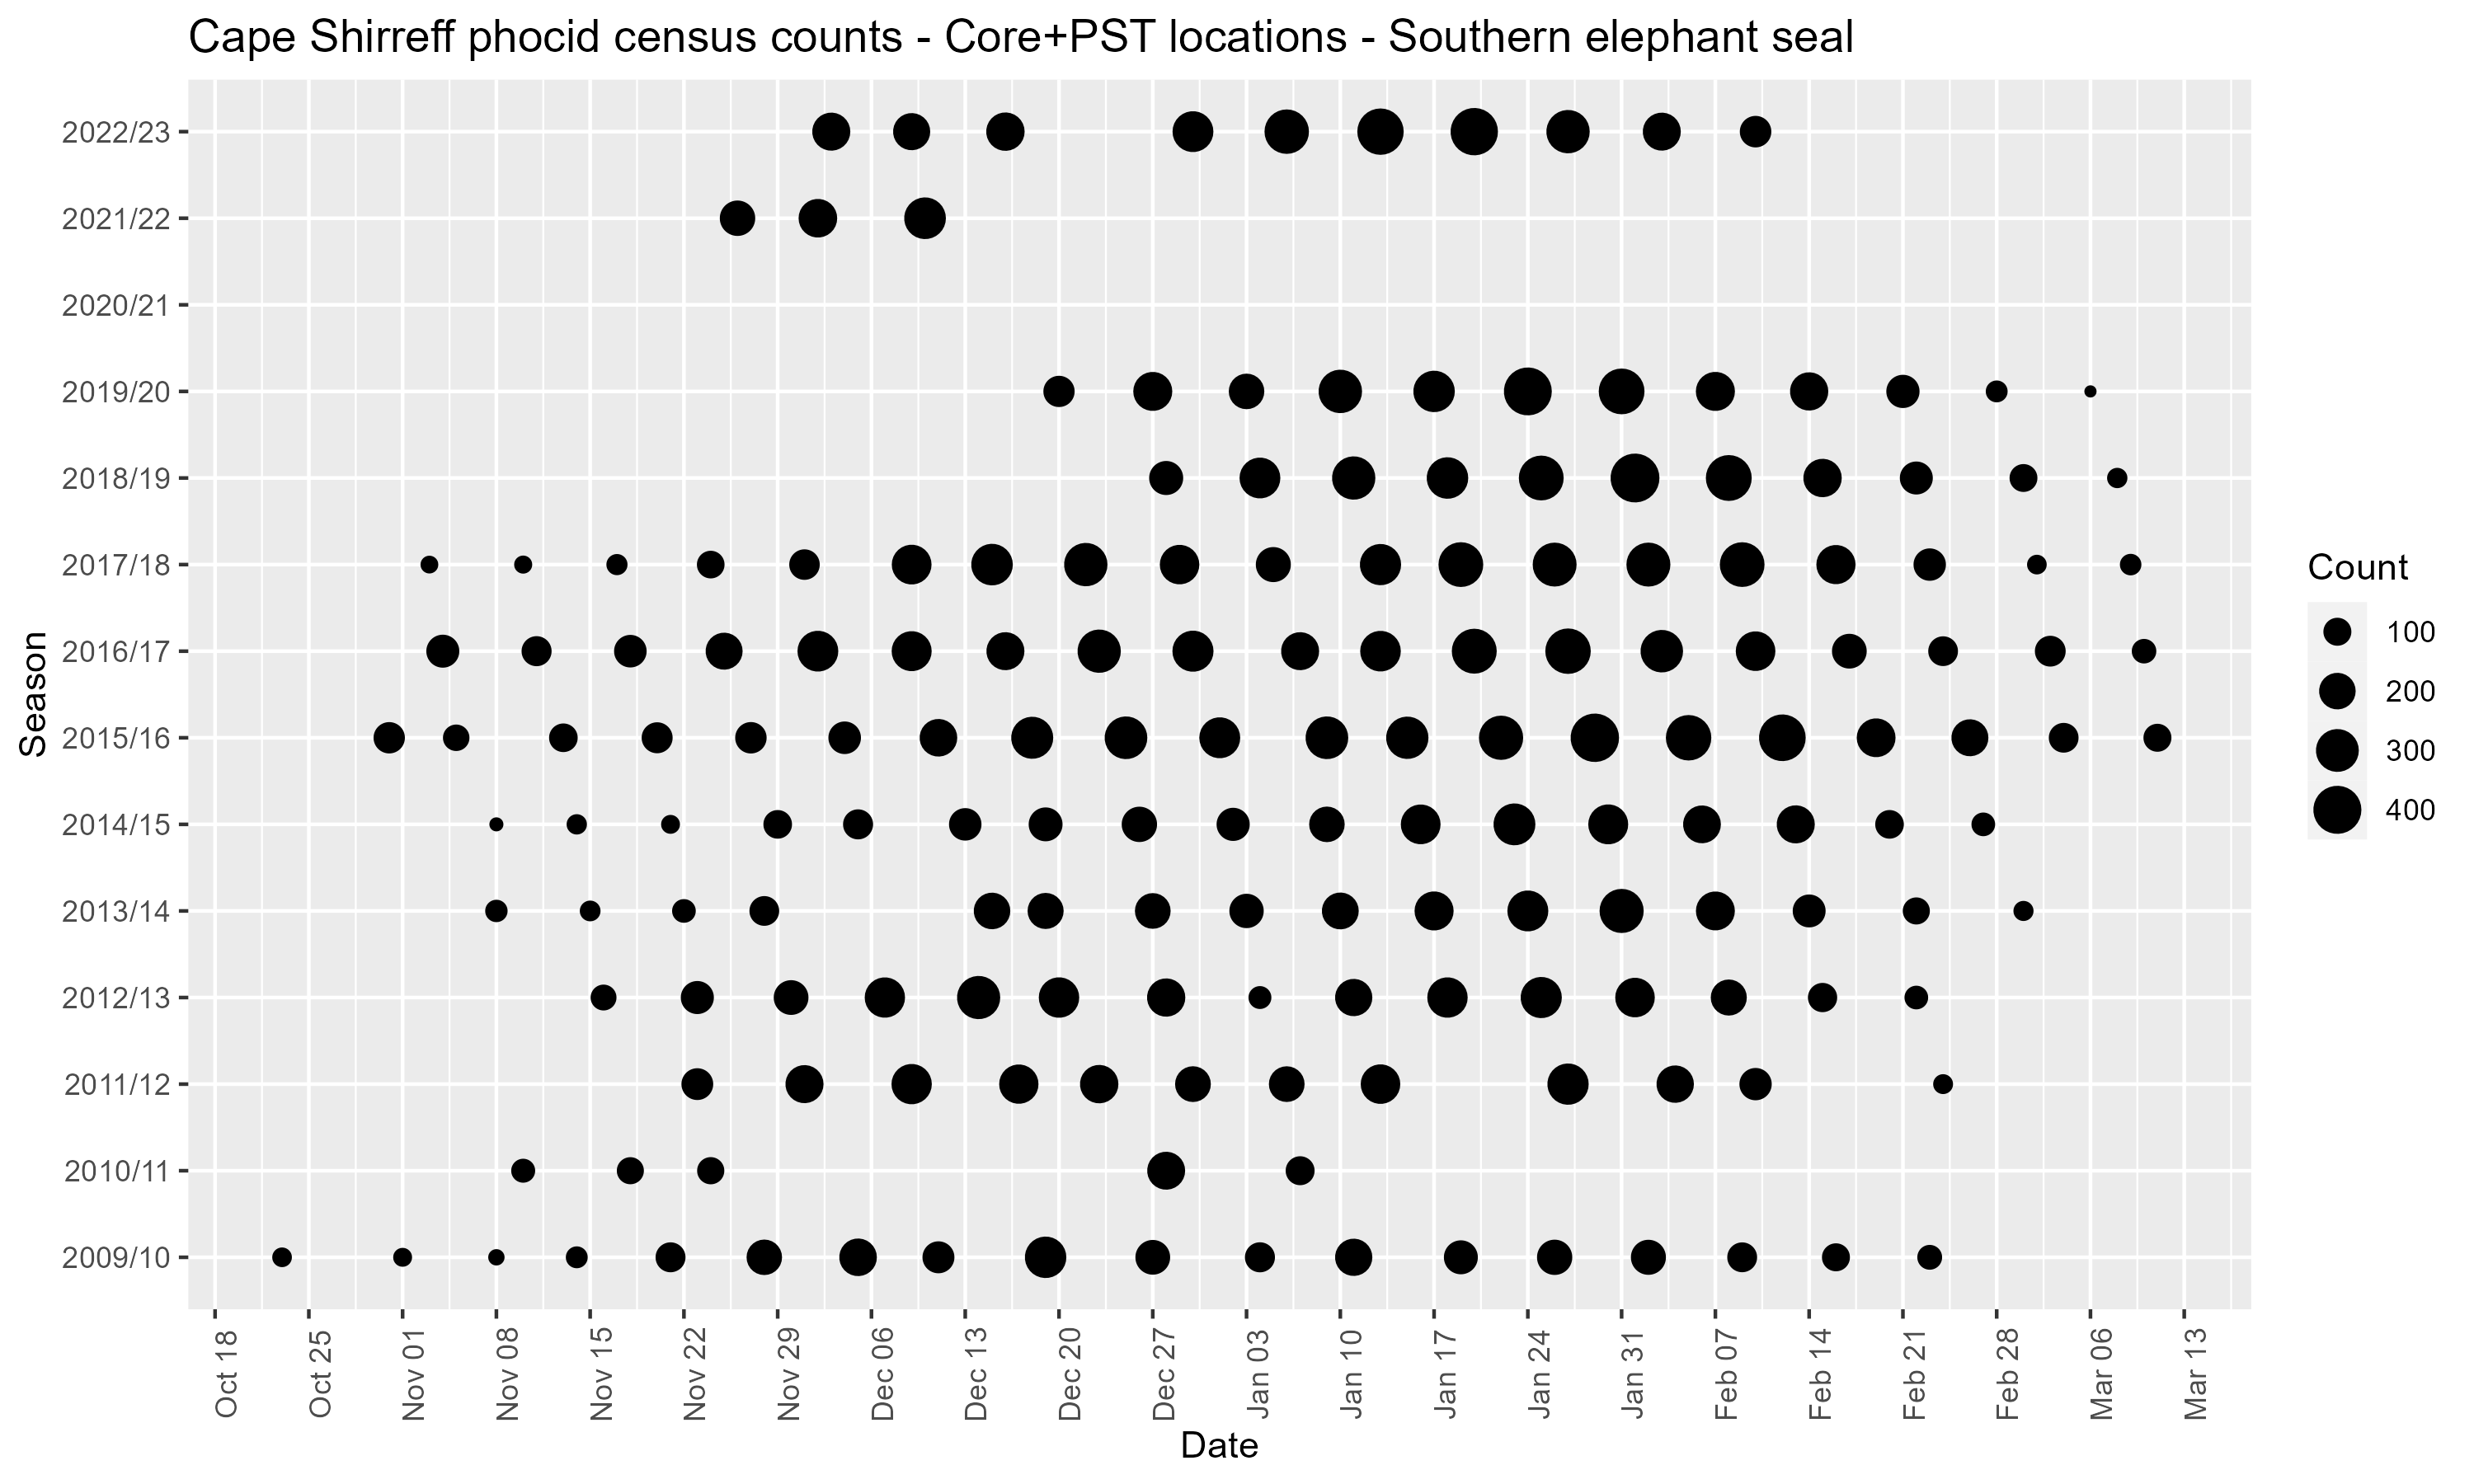 Cape Shirreff phocid census counts - Core+PST locations - Southern elephant seal
Season
2022/23
2021/22
2020/21
2019/20
2018/19
2017/18
2016/17
2015/16
2014/15
2013/14
2012/13
2011/12
2010/11
2009/10
Oct 18
Oct 25
Nov 01
Nov 08
Nov 15
Nov 22
Nov 29
Dec 06
Dec 13
Dec 20
Dec 27
Jan 03
Jan 10
Jan 17
Jan 24
Jan 31
Feb 07
Feb 14
Feb 21
Feb 28
Mar 06
Mar 13
Date
Count
100
200
300
400